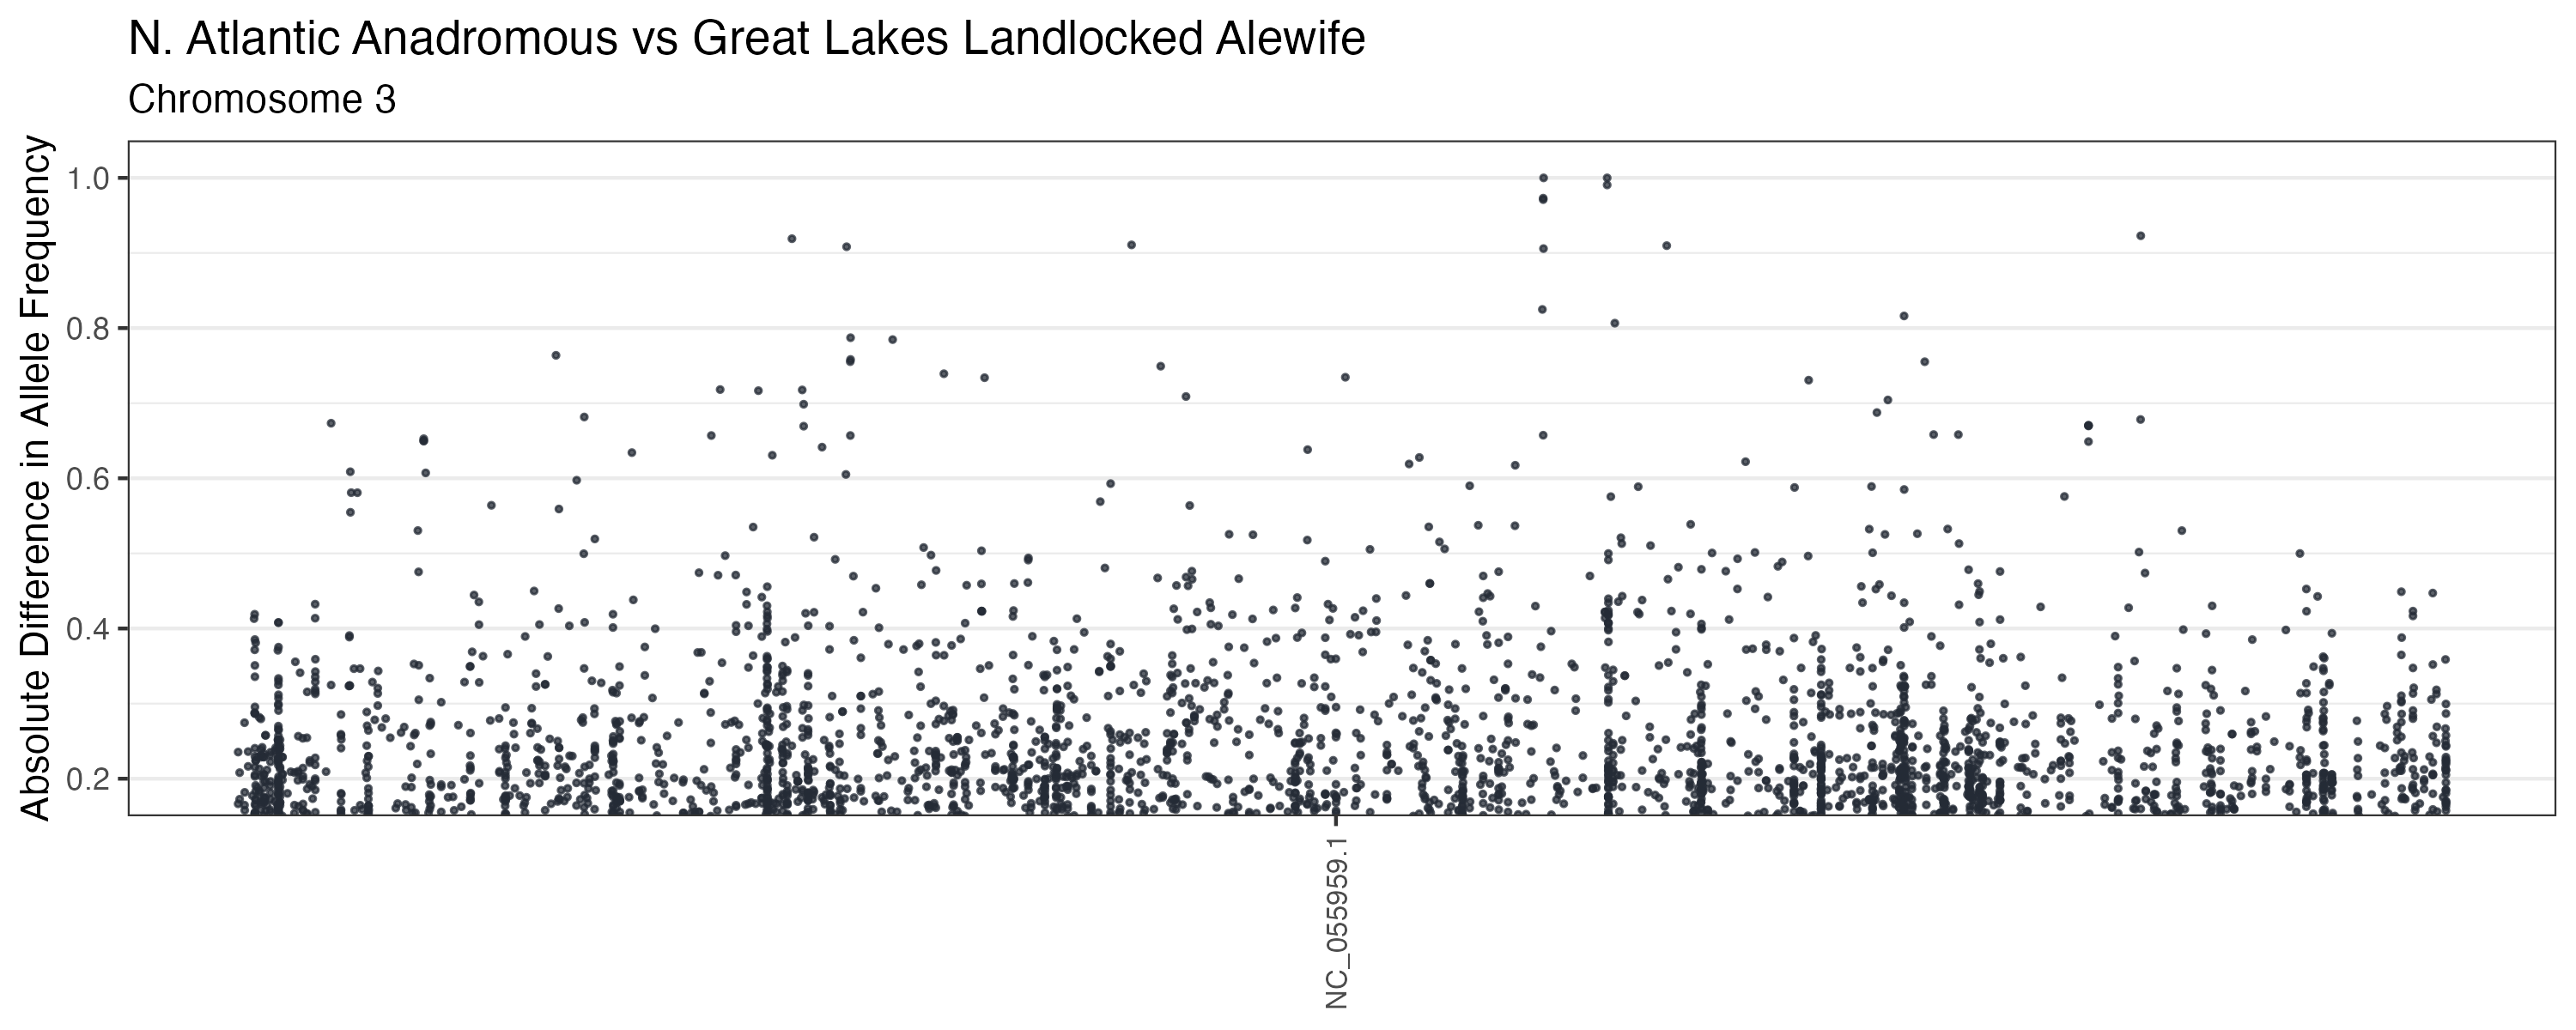 N. Atlantic Anadromous vs Great Lakes Landlocked Alewife
Chromosome 3
Absolute Difference in Allele Frequency
1.0
0.8
0.6
0.4
0.2
NC_055959.1